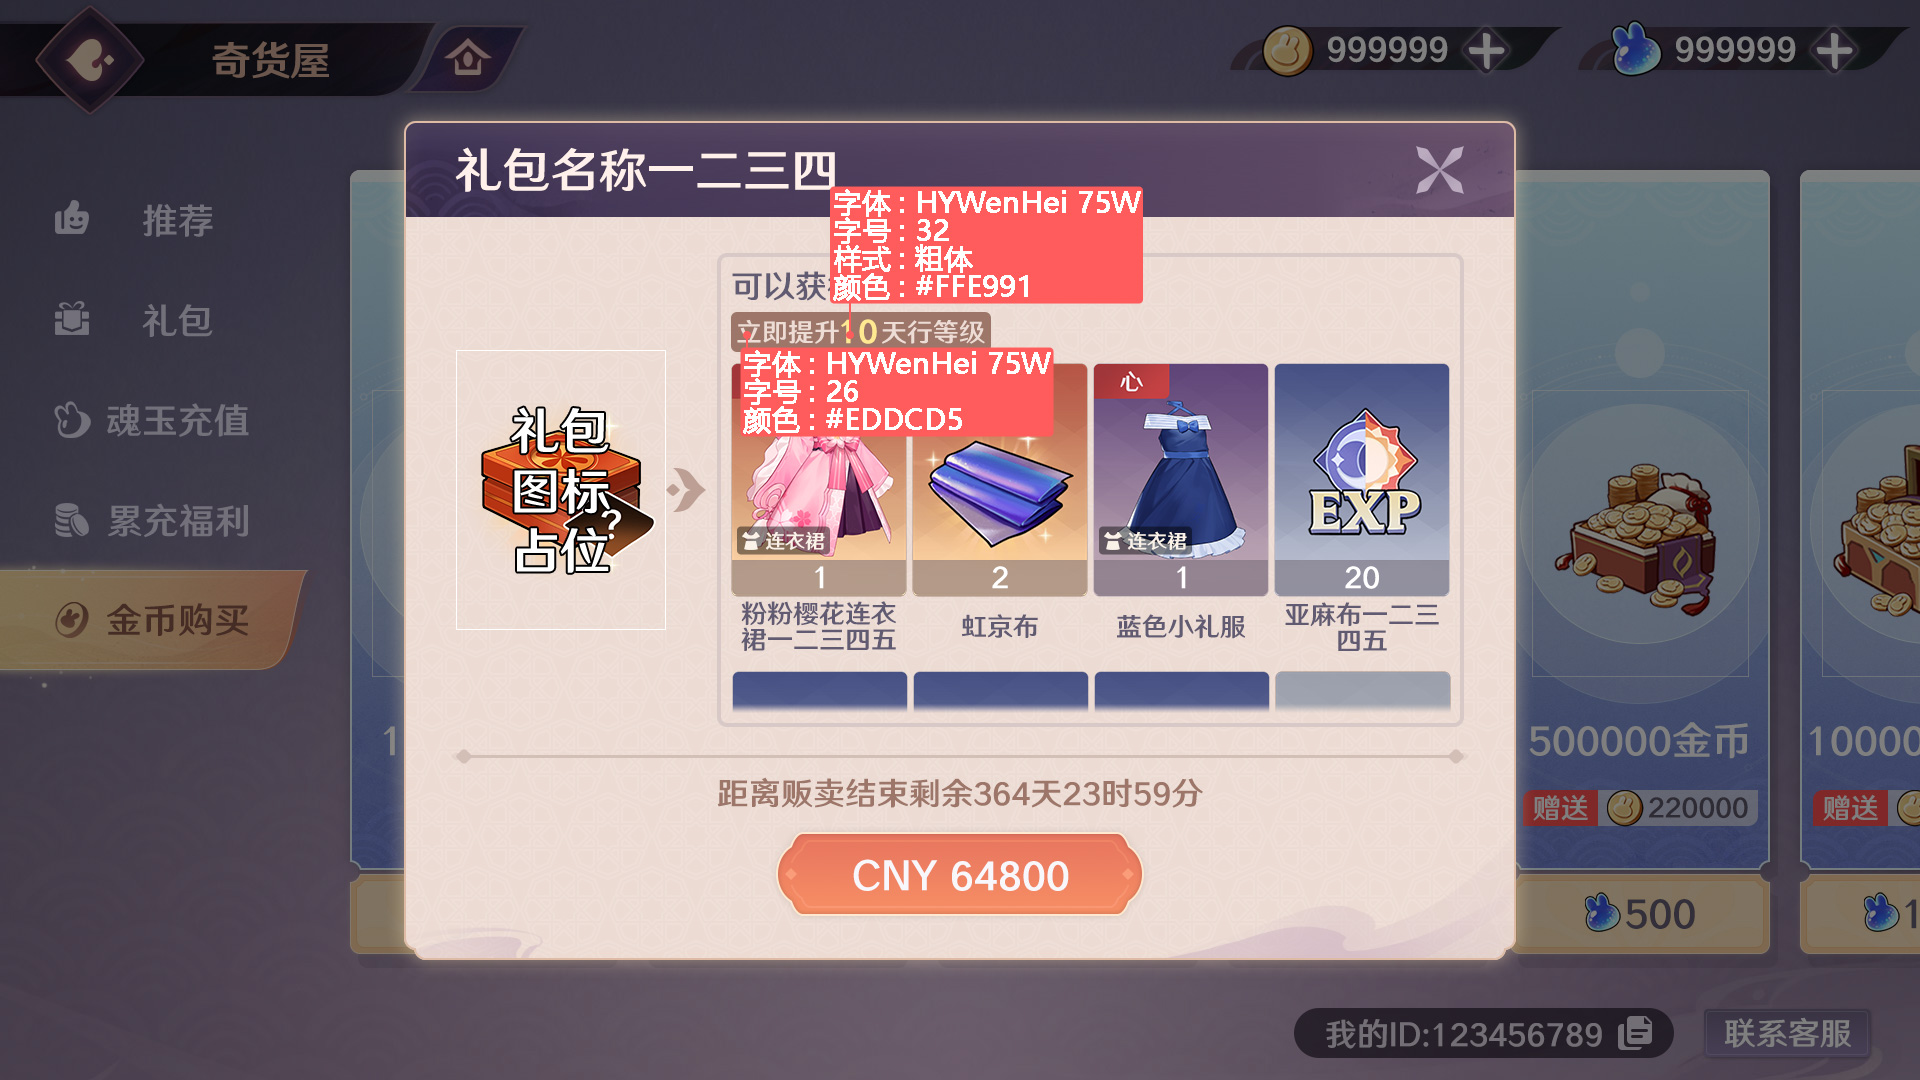 奇货屋
999999
999999
推荐
礼包
魂玉充值
累充福利
金币购买
礼包名称一二三四
字体：HYWenHei 75W
字号：32
样式：粗体
颜色：#FFE991
可以获
立即提升10天行等级
字体：HYWenHei 75W
字号：26
颜色：#EDDCD5
礼包
图标
占位
?
心
EXP
连衣裙
连衣裙
1
2
1
20
粉粉樱花连衣
裙一二三四五
虹京布
蓝色小礼服
亚麻布一二三
四五
距离贩卖结束剩余364天23时59分
CNY 64800
1
500000金币
10000
赠送
220000
赠送
500
1
我的ID:123456789
联系客服